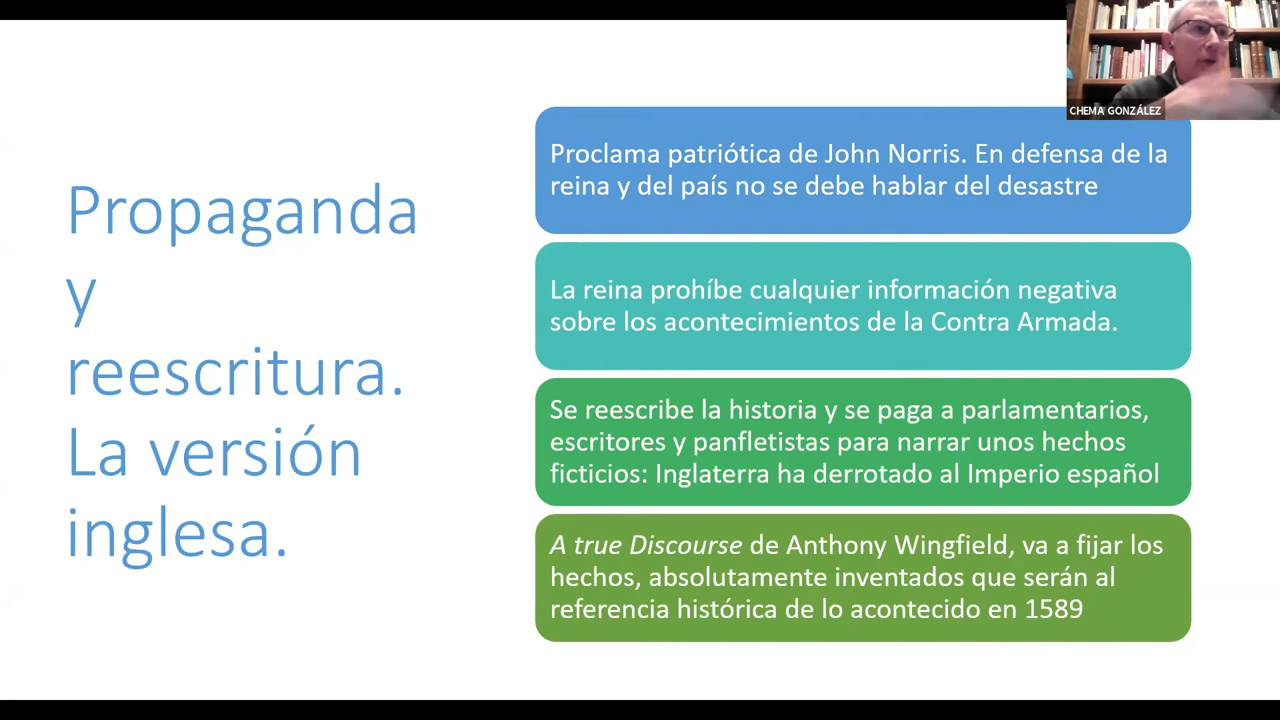 Propaganda
y
reescritura.
La versión
inglesa.
Proclama patriótica de John Norris. En defensa de la
reina y del país no se debe hablar del desastre
La reina prohíbe cualquier información negativa
sobre los acontecimientos de la Contra Armada.
Se reescribe la historia y se paga a parlamentarios,
escritores y panfletistas para narrar unos hechos
ficticios: Inglaterra ha derrotado al Imperio español
A true Discourse de Anthony Wingfield, va a fijar los
hechos, absolutamente inventados que serán al
referencia histórica de lo acontecido en 1589
CHEMA GONZÁLEZ